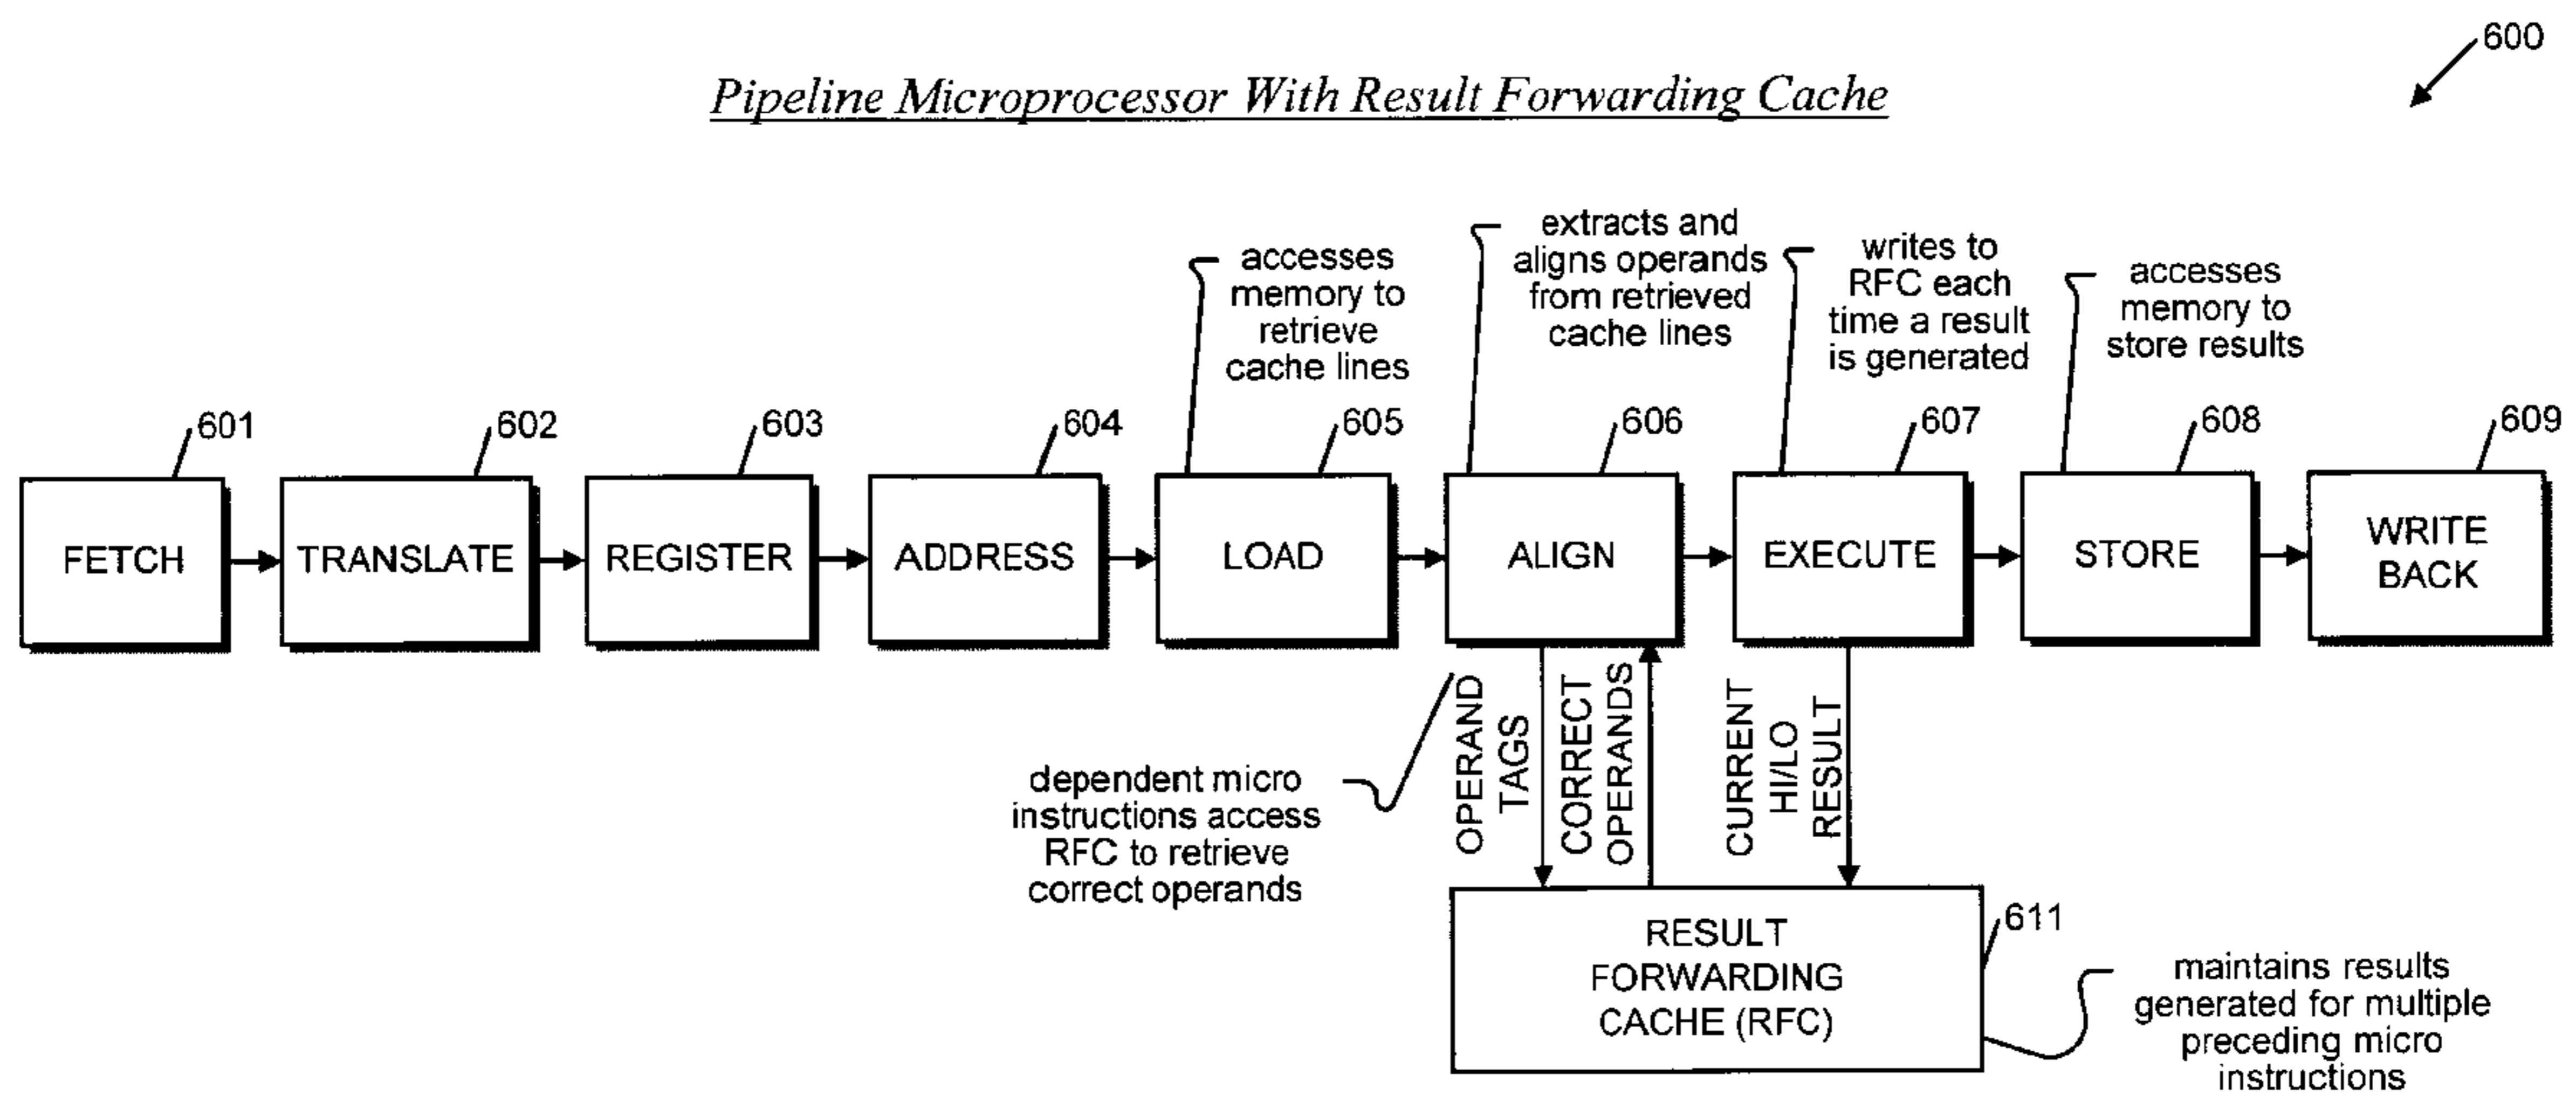 600
Pipeline Microprocessor With Result Forwarding Cache
accesses
memory to
retrieve
cache lines
extracts and
aligns operands
from retrieved
cache lines
writes to
RFC each
time a result
is generated
accesses
memory to
store results
601
602
603
604
605
606
607
608
609
FETCH
TRANSLATE
REGISTER
ADDRESS
LOAD
ALIGN
EXECUTE
STORE
WRITE
BACK
dependent micro
instructions access
RFC to retrieve
correct operands
OPERAND
TAGS
CORRECT
OPERANDS
CURRENT
HI/LO
RESULT
RESULT
FORWARDING
CACHE (RFC)
611
maintains results
generated for multiple
preceding micro
instructions